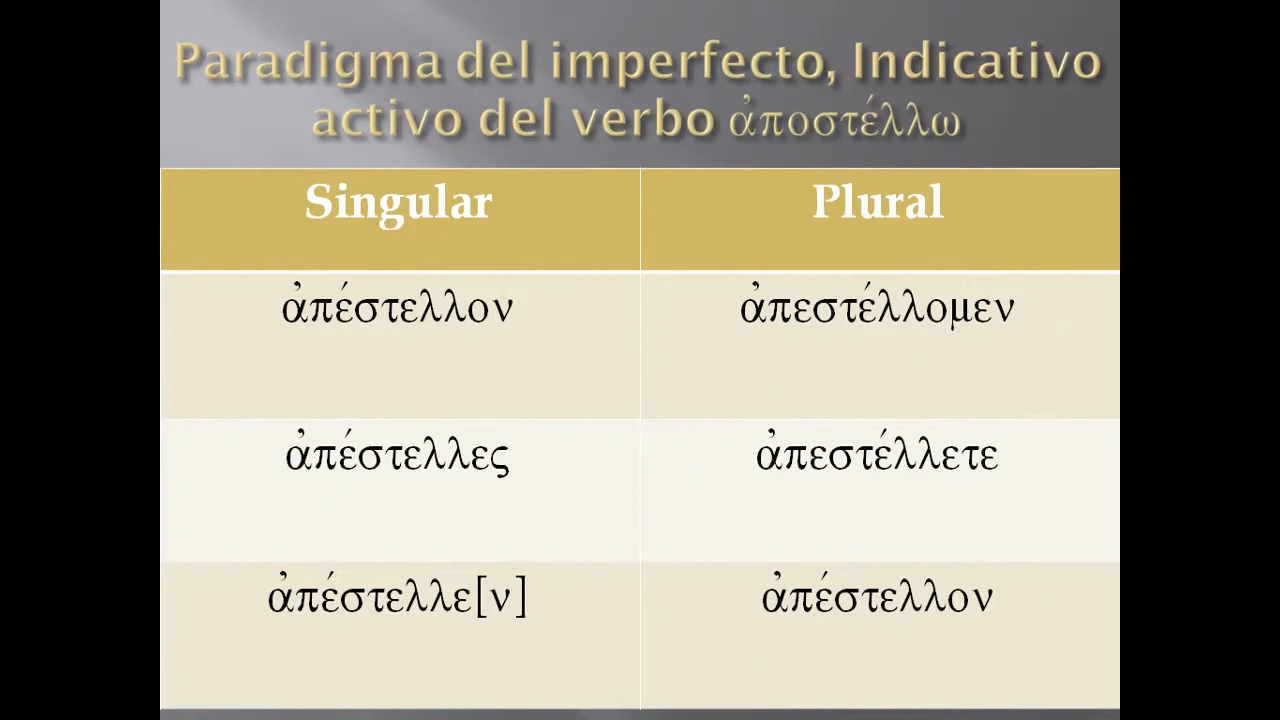 Paradigma del imperfecto, Indicativo
activo del verbo ἀποστέλλω
Singular Plural
ἀπέστελλον ἀπεστέλλομεν
ἀπέστελλες ἀπεστέλλετε
ἀπέστελλε[ν] ἀπέστελλον